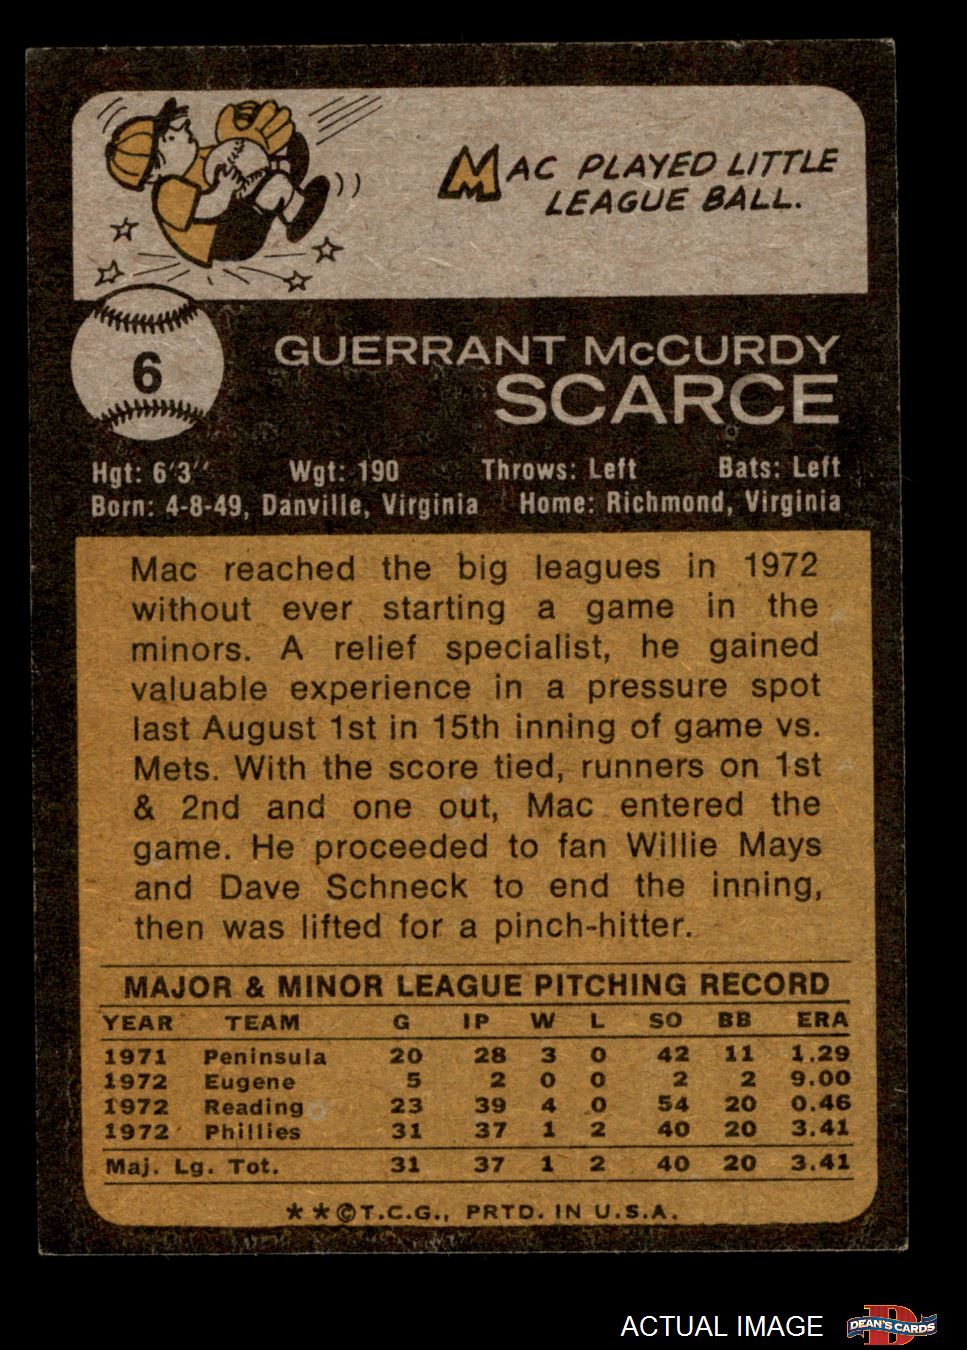 MAC PLAYED LITTLE
LEAGUE BALL.
6
GUERRANT McCURDY
SCARCE
Hgt: 6'3" Wgt: 190 Throws: Left Bats: Left
Born: 4-8-49, Danville, Virginia Home: Richmond, Virginia
Mac reached the big leagues in 1972
without ever starting a game in the
minors. A relief specialist, he gained
valuable experience in a pressure spot
last August 1st in 15th inning of game vs.
Mets. With the score tied, runners on 1st
& 2nd and one out, Mac entered the
game. He proceeded to fan Willie Mays
and Dave Schneck to end the inning,
then was lifted for a pinch-hitter.
MAJOR & MINOR LEAGUE PITCHING RECORD
YEAR TEAM G IP W L SO BB ERA
1971 Peninsula 20 28 3 0 42 11 1.29
1972 Eugene 5 2 0 0 2 2 9.00
1972 Reading 23 39 4 0 54 20 0.46
1972 Phillies 31 37 1 2 40 20 3.41
Maj. Lg. Tot. 31 37 1 2 40 20 3.41
**©T.C.G., PRTD. IN U.S.A.
ACTUAL IMAGE
D
DEAN'S CARDS